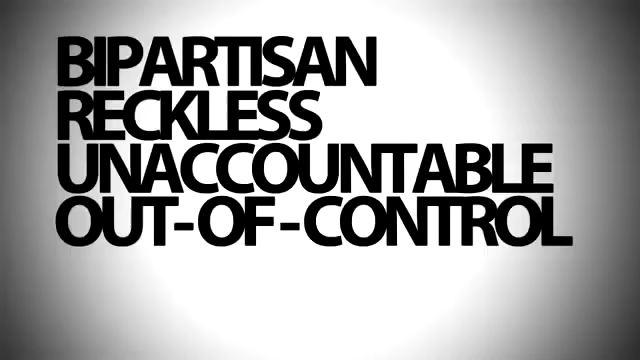 BIPARTISAN
RECKLESS
UNACCOUNTABLE
OUT-OF-CONTROL